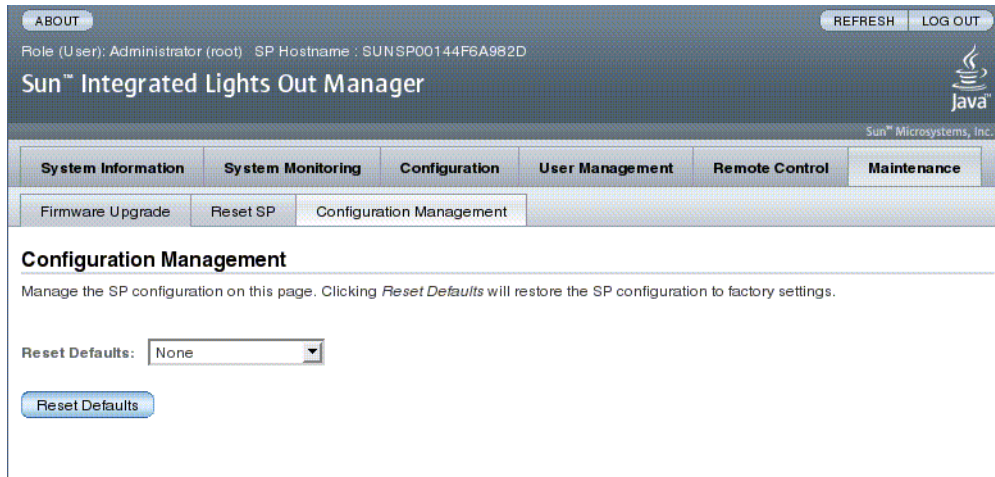 ABOUT REFRESH LOG OUT
Role (User): Administrator (root) SP Hostname : SUNSP00144F6A982D
Sun™ Integrated Lights Out Manager
Java™
Sun™ Microsystems, Inc.
System Information System Monitoring Configuration User Management Remote Control Maintenance
Firmware Upgrade Reset SP Configuration Management
Configuration Management
Manage the SP configuration on this page. Clicking Reset Defaults will restore the SP configuration to factory settings.
Reset Defaults: None
Reset Defaults